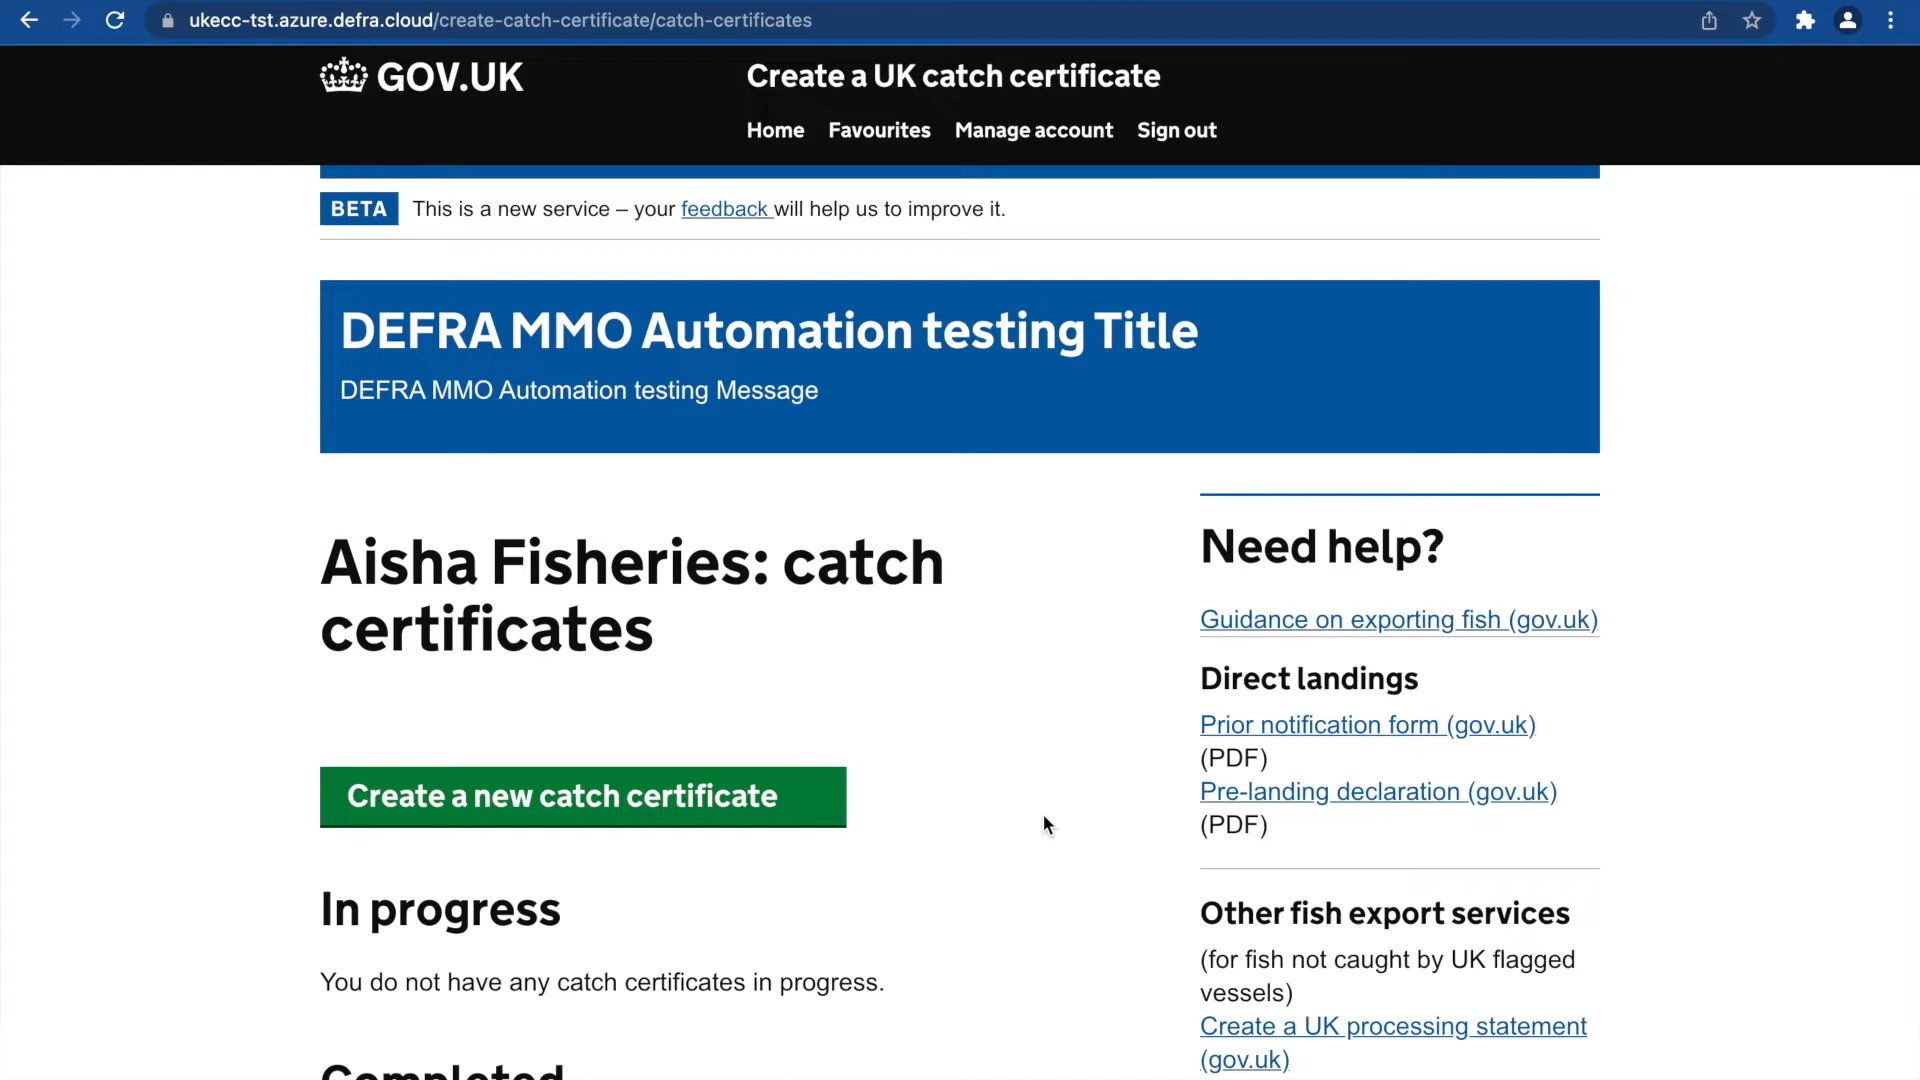 ukecc-tst.azure.defra.cloud/create-catch-certificate/catch-certificates
GOV.UK
Create a UK catch certificate
Home Favourites Manage account Sign out
BETA This is a new service – your feedback will help us to improve it.
DEFRA MMO Automation testing Title
DEFRA MMO Automation testing Message
Aisha Fisheries: catch
certificates
Create a new catch certificate
In progress
You do not have any catch certificates in progress.
Completed
Need help?
Guidance on exporting fish (gov.uk)
Direct landings
Prior notification form (gov.uk)
(PDF)
Pre-landing declaration (gov.uk)
(PDF)
Other fish export services
(for fish not caught by UK flagged
vessels)
Create a UK processing statement
(gov.uk)